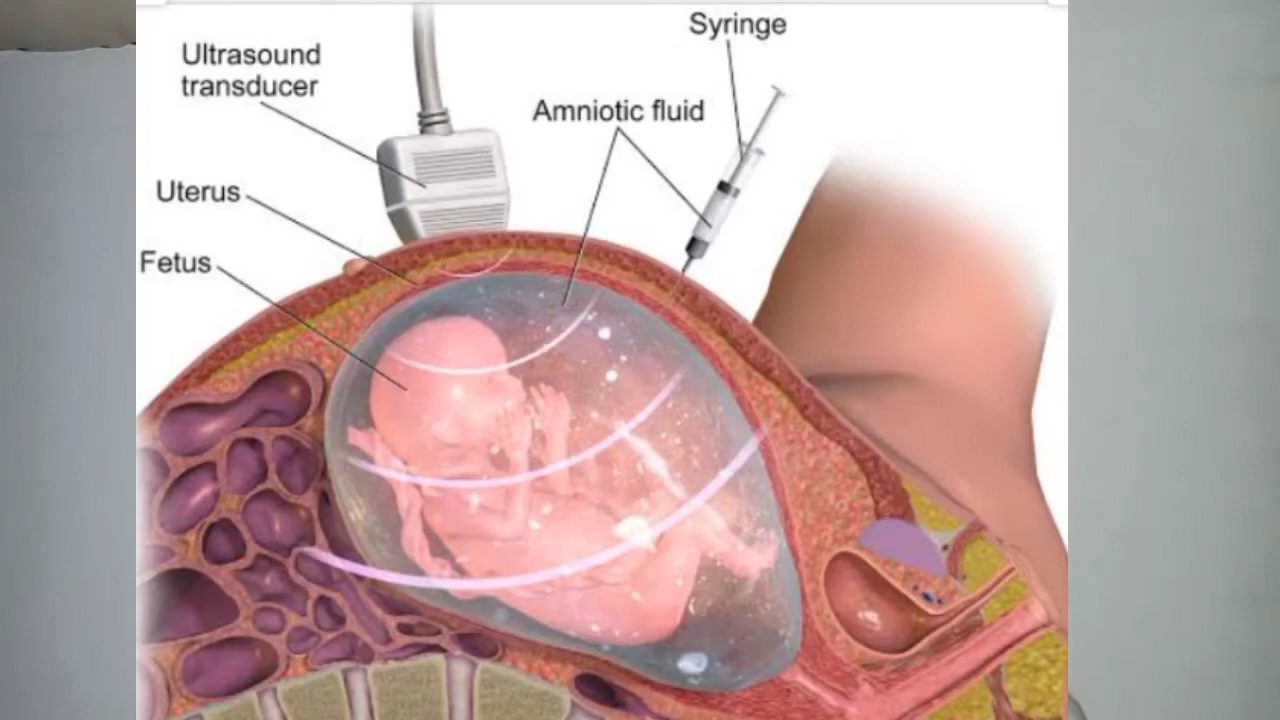 Syringe
Ultrasound
transducer
Amniotic fluid
Uterus
Fetus